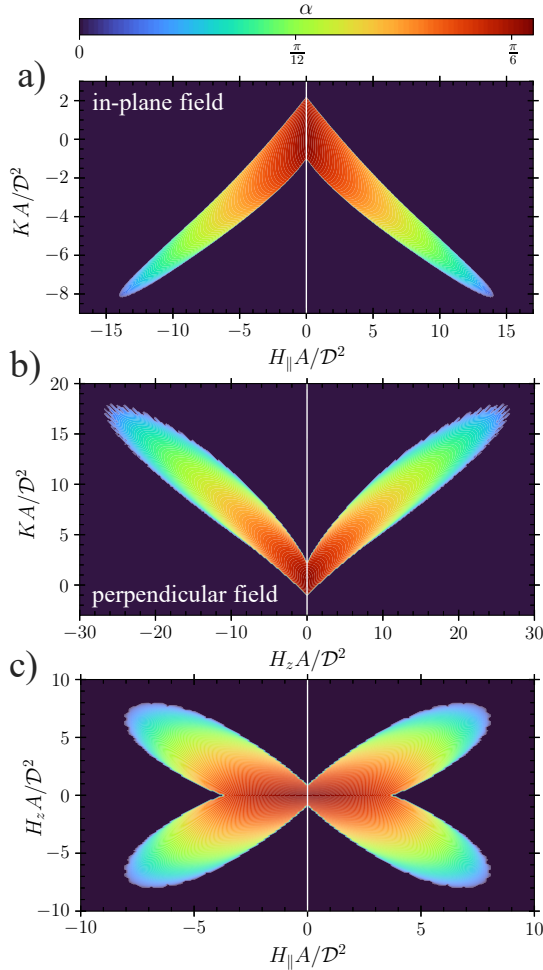 α
0 π/12 π/6
a)
in-plane field
2
0
−2
−4
−6
−8
KA/𝒟²
−15 −10 −5 0 5 10 15
H∥A/𝒟²
b)
20
15
10
5
0
KA/𝒟²
perpendicular field
−30 −20 −10 0 10 20 30
H_zA/𝒟²
c)
10
5
0
−5
−10
H_zA/𝒟²
−10 −5 0 5 10
H∥A/𝒟²